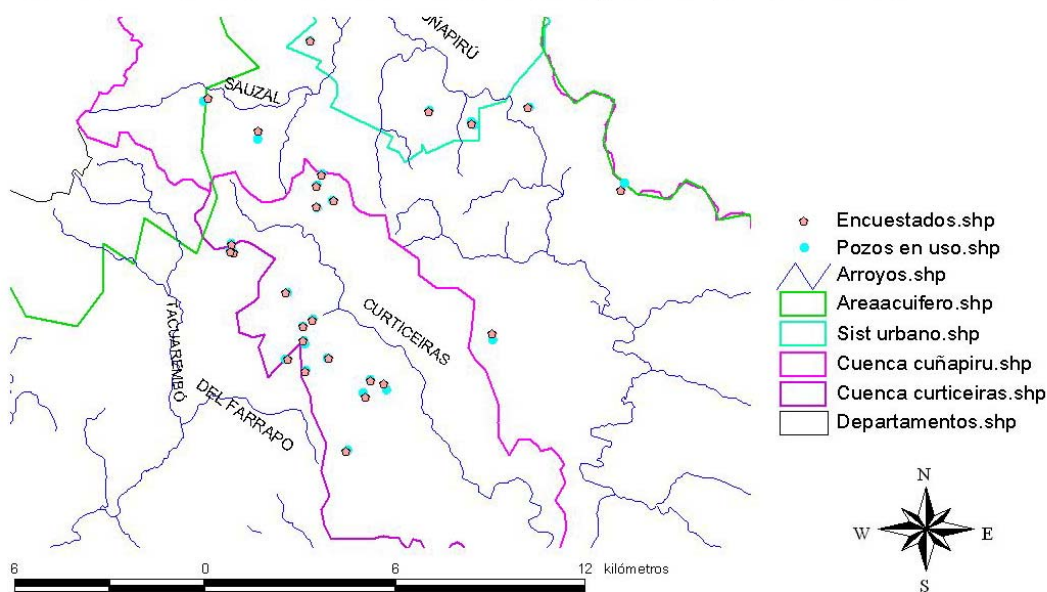 UÑAPIRÚ
SAUZAL
CURTICEIRAS
TACUAREMBÓ
DEL FARRAPO
Encuestados.shp
Pozos en uso.shp
Arroyos.shp
Areaacuifero.shp
Sist urbano.shp
Cuenca cuñapiru.shp
Cuenca curticeiras.shp
Departamentos.shp
N
W E
S
6 0 6 12 kilómetros